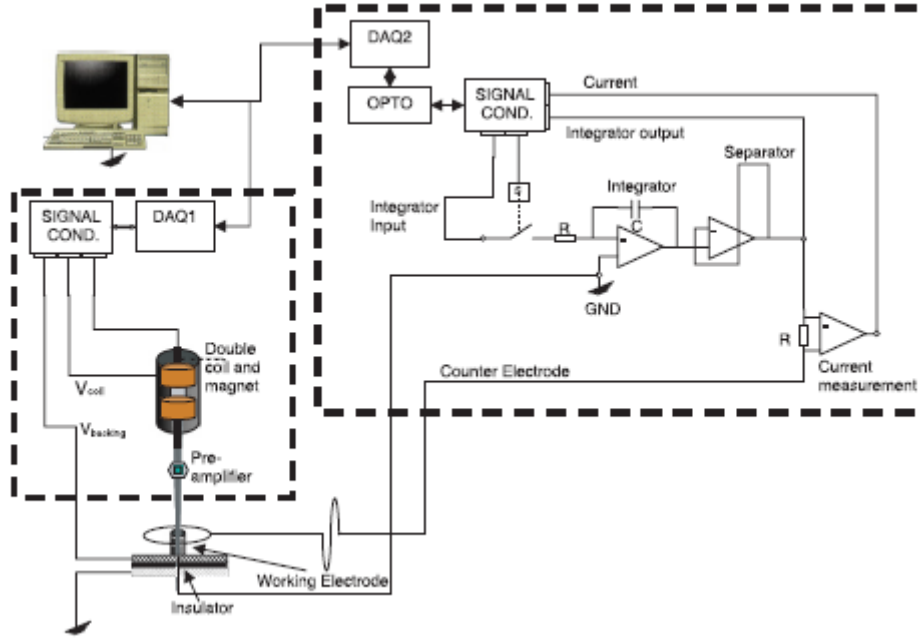 DAQ2
OPTO
SIGNAL
COND.
Current
Integrator output
Separator
Integrator
Integrator
Input
S
R
C
GND
R
Current
measurement
Counter Electrode
SIGNAL
COND.
DAQ1
Double
coil and
magnet
Vcoil
Vbacking
Pre-
amplifier
Working Electrode
Insulator